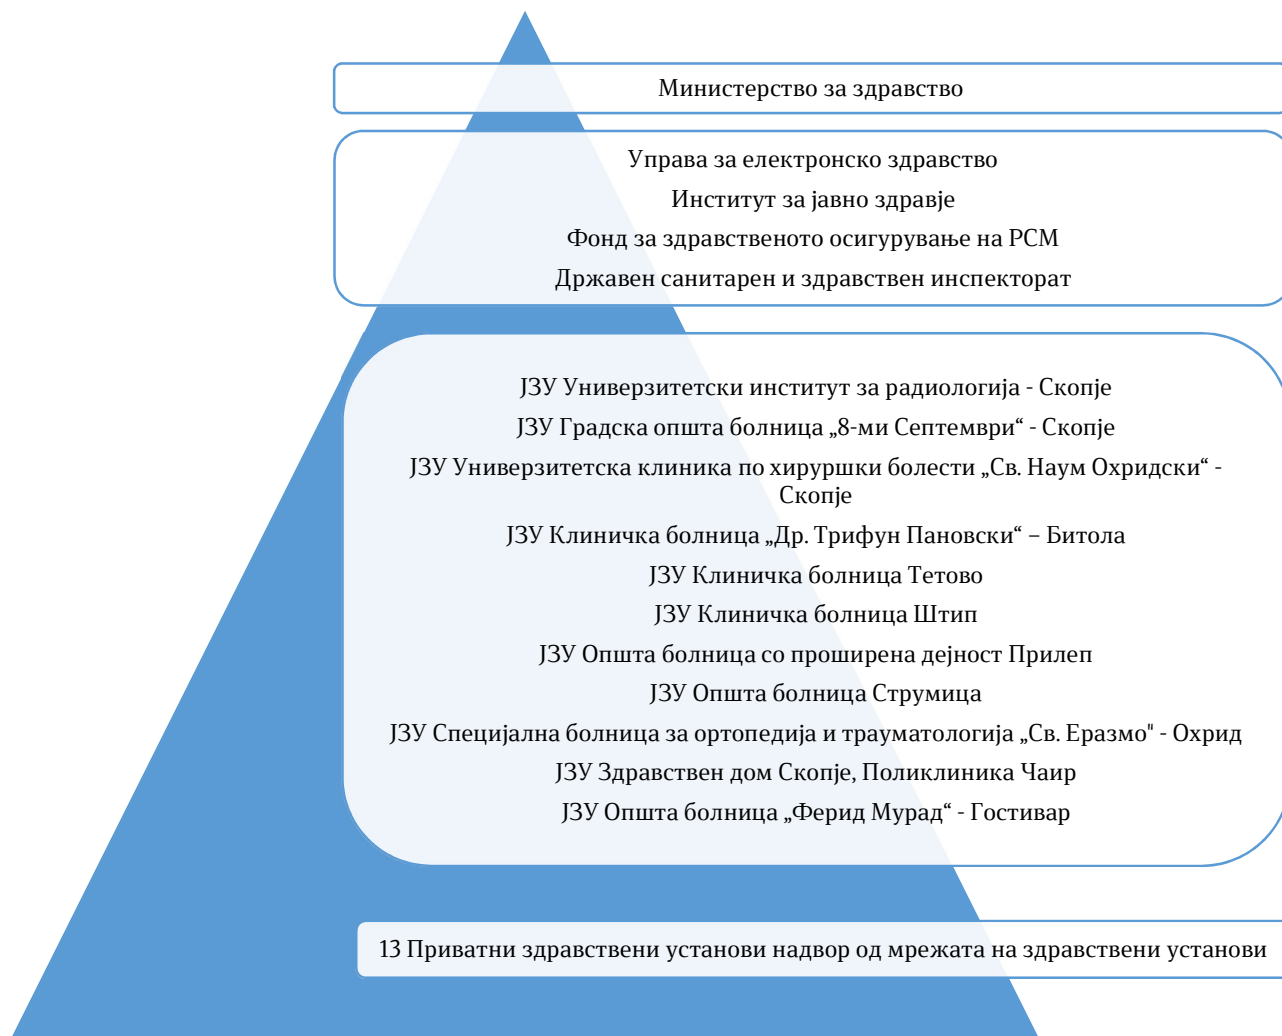 Министерство за здравство
Управа за електронско здравство
Институт за јавно здравје
Фонд за здравственото осигурување на РСМ
Државен санитарен и здравствен инспекторат
ЈЗУ Универзитетски институт за радиологија - Скопје
ЈЗУ Градска општа болница „8-ми Септември“ - Скопје
ЈЗУ Универзитетска клиника по хируршки болести „Св. Наум Охридски“ -
Скопје
ЈЗУ Клиничка болница „Др. Трифун Пановски“ – Битола
ЈЗУ Клиничка болница Тетово
ЈЗУ Клиничка болница Штип
ЈЗУ Општа болница со проширена дејност Прилеп
ЈЗУ Општа болница Струмица
ЈЗУ Специјална болница за ортопедија и трауматологија „Св. Еразмо" - Охрид
ЈЗУ Здравствен дом Скопје, Поликлиника Чаир
ЈЗУ Општа болница „Ферид Мурад“ - Гостивар
13 Приватни здравствени установи надвор од мрежата на здравствени установи